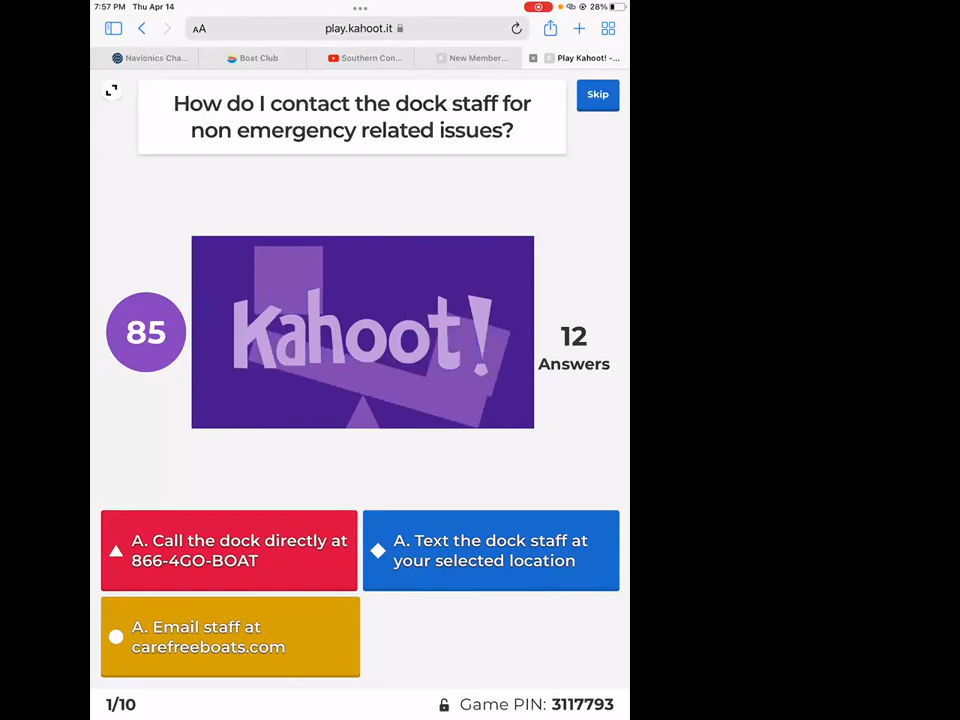 7:57 PM Thu Apr 14
28%
AA
play.kahoot.it
Navionics Cha...
Boat Club
Southern Con...
New Member...
Play Kahoot! -...
How do I contact the dock staff for
non emergency related issues?
Skip
85
Kahoot!
12
Answers
A. Call the dock directly at
866-4GO-BOAT
A. Text the dock staff at
your selected location
A. Email staff at
carefreeboats.com
1/10
Game PIN: 3117793